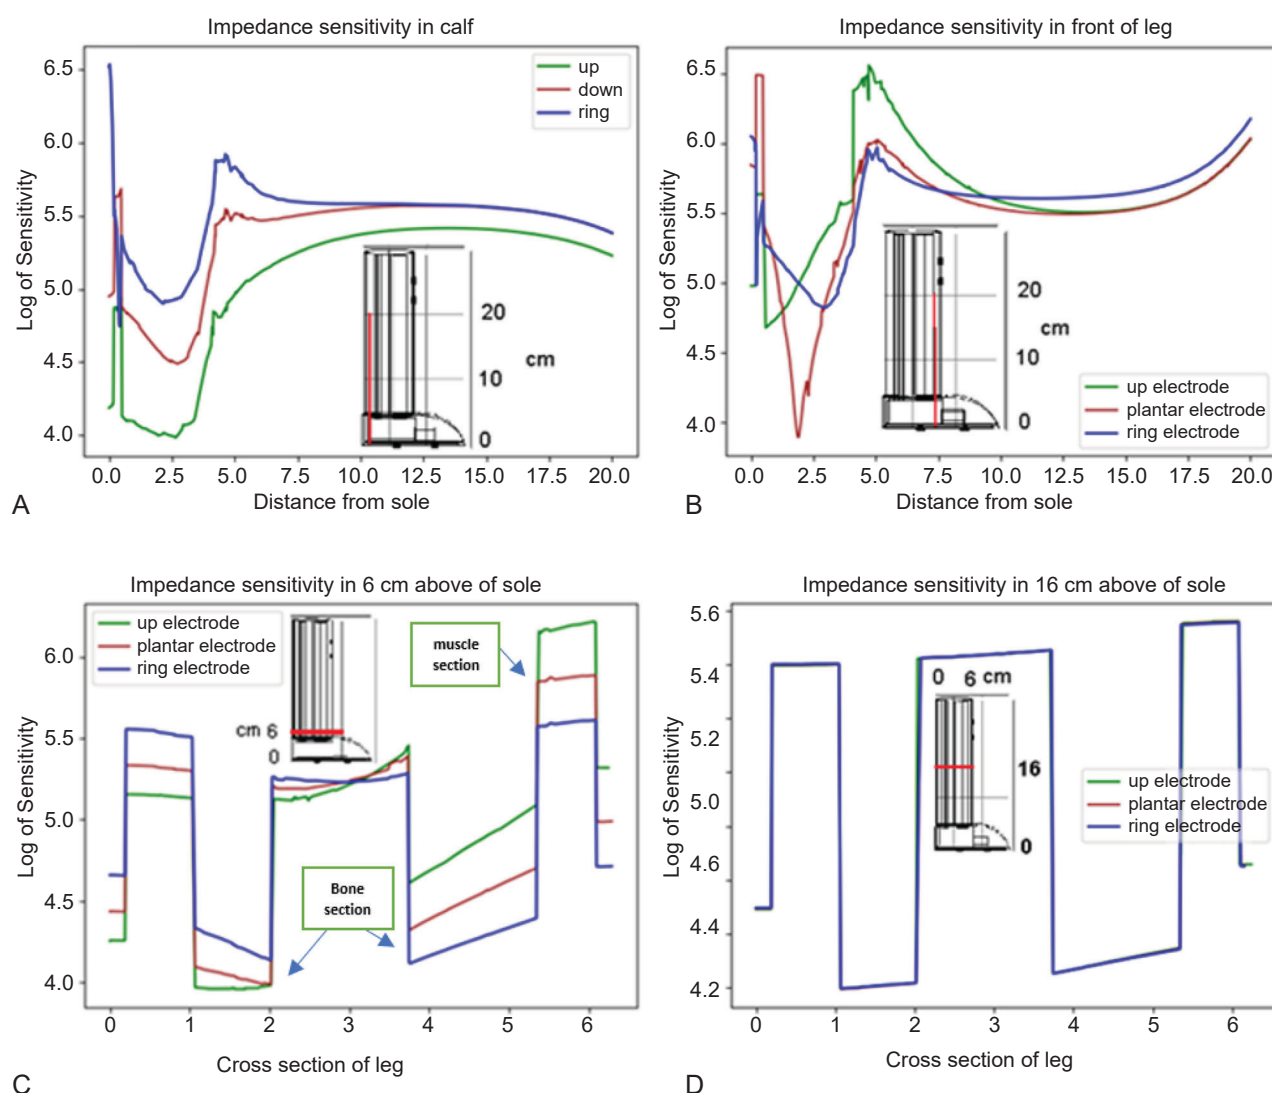 Impedance sensitivity in calf
6.5
6.0
5.5
5.0
4.5
4.0
Log of Sensitivity
up
down
ring
20
cm
10
0
0.0 2.5 5.0 7.5 10.0 12.5 15.0 17.5 20.0
Distance from sole
A
Impedance sensitivity in front of leg
6.5
6.0
5.5
5.0
4.5
4.0
Log of Sensitivity
20
cm
10
0
up electrode
plantar electrode
ring electrode
0.0 2.5 5.0 7.5 10.0 12.5 15.0 17.5 20.0
Distance from sole
B
Impedance sensitivity in 6 cm above of sole
6.0
5.5
5.0
4.5
4.0
Log of Sensitivity
up electrode
plantar electrode
ring electrode
cm 6
0
muscle
section
Bone
section
0 1 2 3 4 5 6
Cross section of leg
C
Impedance sensitivity in 16 cm above of sole
5.6
5.4
5.2
5.0
4.6
4.4
4.2
Log of Sensitivity
0 6 cm
16
0
up electrode
plantar electrode
ring electrode
0 1 2 3 4 5 6
Cross section of leg
D